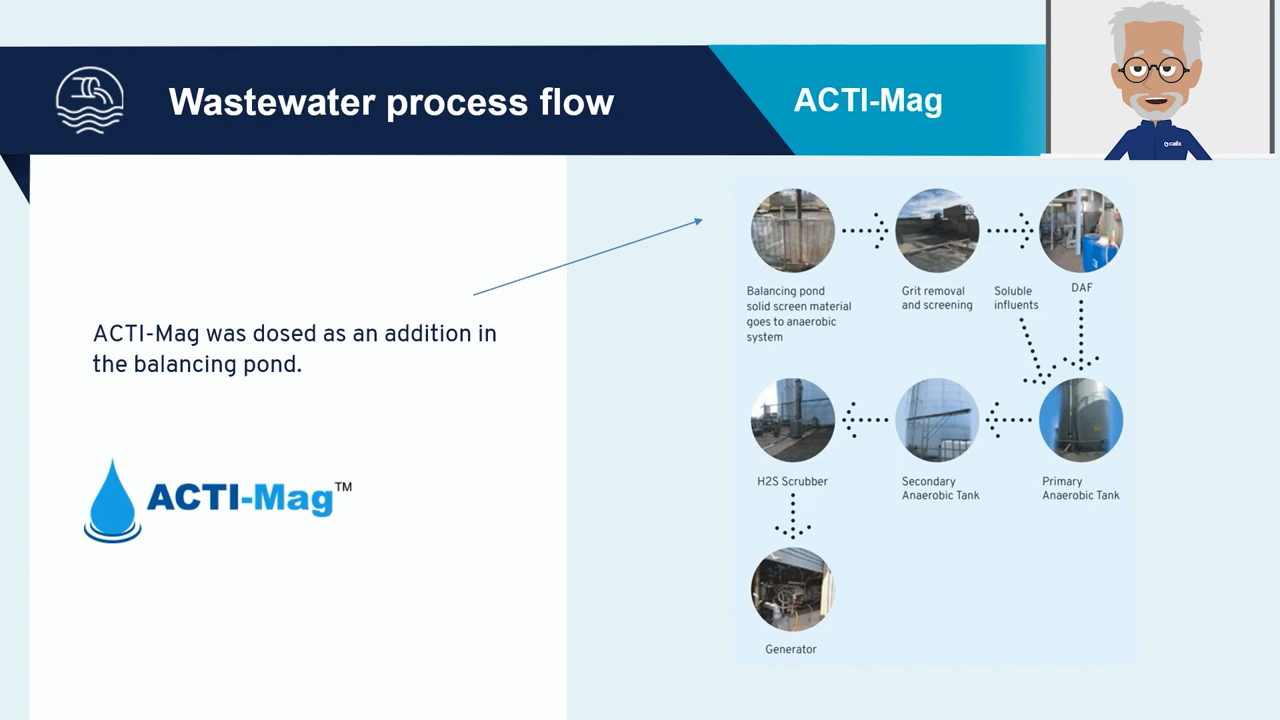 Wastewater process flow
ACTI-Mag
calix
ACTI-Mag was dosed as an addition in
the balancing pond.
ACTI-Mag™
Balancing pond
solid screen material
goes to anaerobic
system
Grit removal
and screening
Soluble
influents
DAF
H2S Scrubber
Secondary
Anaerobic Tank
Primary
Anaerobic Tank
Generator